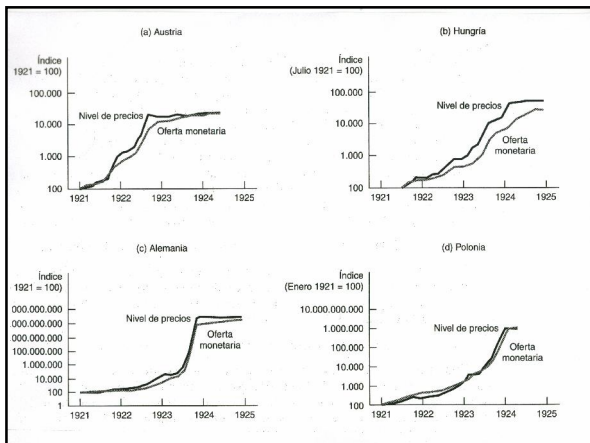 (a) Austria
Índice
1921 = 100)
100.000
10.000
1.000
100
Nivel de precios
Oferta monetaria
1921 1922 1923 1924 1925
(b) Hungría
Índice
(Julio 1921 = 100)
100.000
10.000
1.000
100
Nivel de precios
Oferta
monetaria
1921 1922 1923 1924 1925
(c) Alemania
Índice
1921 = 100)
000.000.000.000
000.000.000
100.000.000
000.000
10.000
100
1
Nivel de precios
Oferta
monetaria
1921 1922 1923 1924 1925
(d) Polonia
Índice
(Enero 1921 = 100)
10.000.000.000
1.000.000
10.000
1.000
100
Nivel de precios
Oferta
monetaria
1921 1922 1923 1924 1925